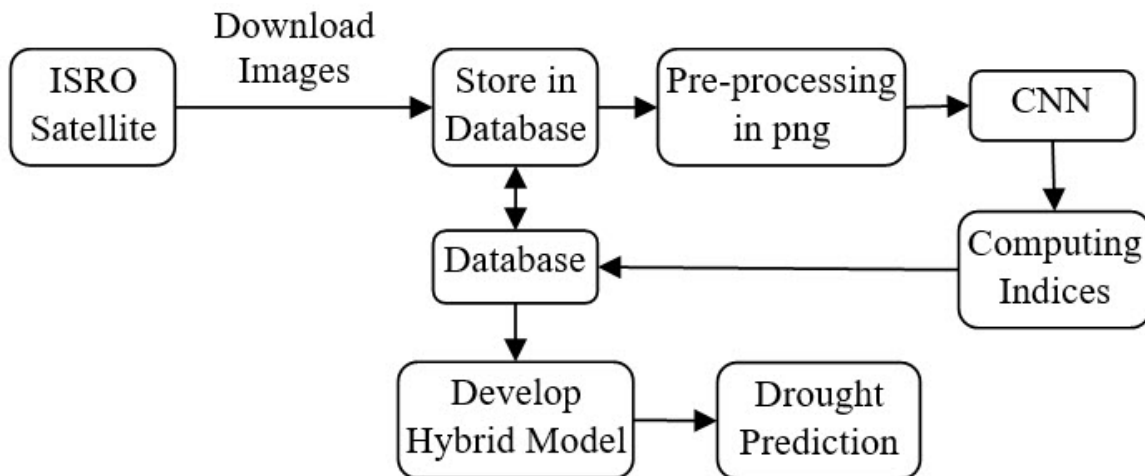 Download
Images
ISRO
Satellite
Store in
Database
Pre-processing
in png
CNN
Computing
Indices
Database
Develop
Hybrid Model
Drought
Prediction